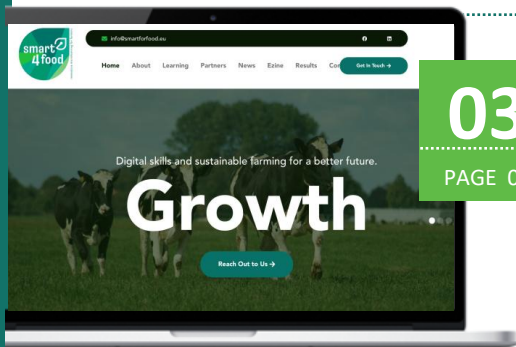 smart
4food
info@smartforfood.eu
Home About Learning Partners News Ezine Results Get In Touch →
Digital skills and sustainable farming for a better future.
Growth
Reach Out to Us →
03
PAGE 0